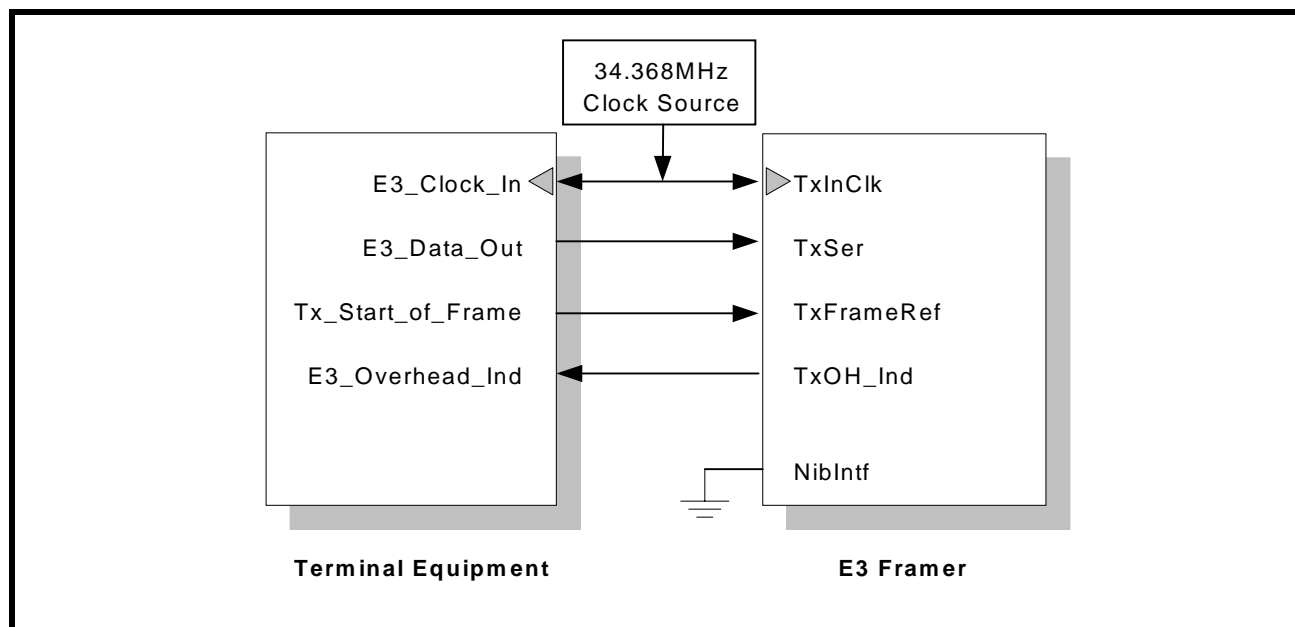 34.368MHz
Clock Source
E3_Clock_In
TxInClk
E3_Data_Out
TxSer
Tx_Start_of_Frame
TxFrameRef
E3_Overhead_Ind
TxOH_Ind
NibIntf
Terminal Equipment
E3 Framer